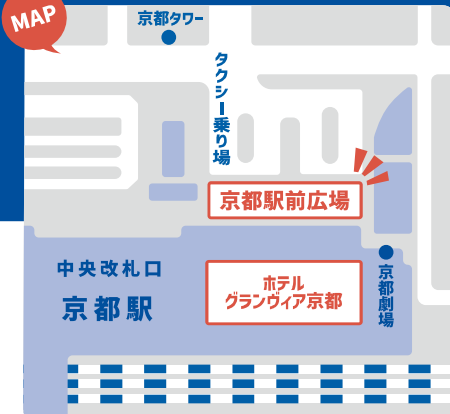 MAP
京都タワー
タクシー乗り場
京都駅前広場
中央改札口
京都駅
ホテル
グランヴィア京都
京都劇場